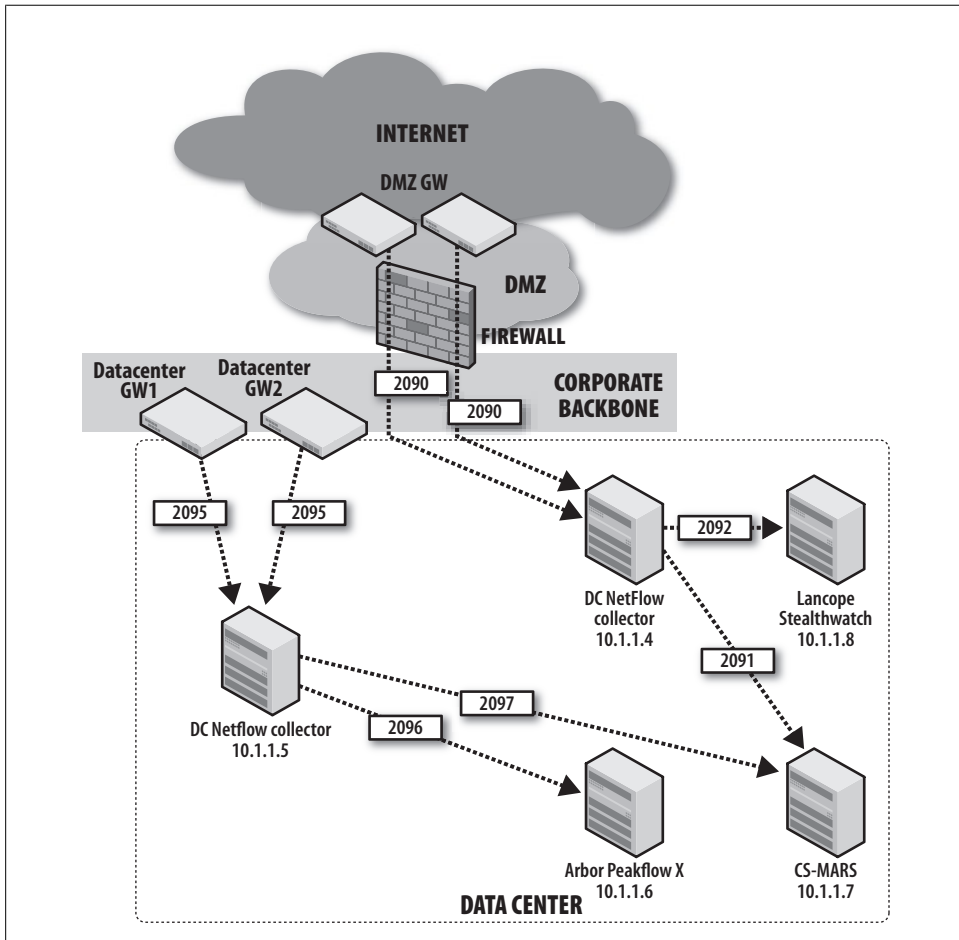 INTERNET
DMZ GW
DMZ
FIREWALL
Datacenter
GW1
Datacenter
GW2
2090
2090
CORPORATE
BACKBONE
2095
2095
2092
DC NetFlow
collector
10.1.1.4
Lancope
Stealthwatch
10.1.1.8
2091
2097
2096
DC Netflow collector
10.1.1.5
Arbor Peakflow X
10.1.1.6
CS-MARS
10.1.1.7
DATA CENTER